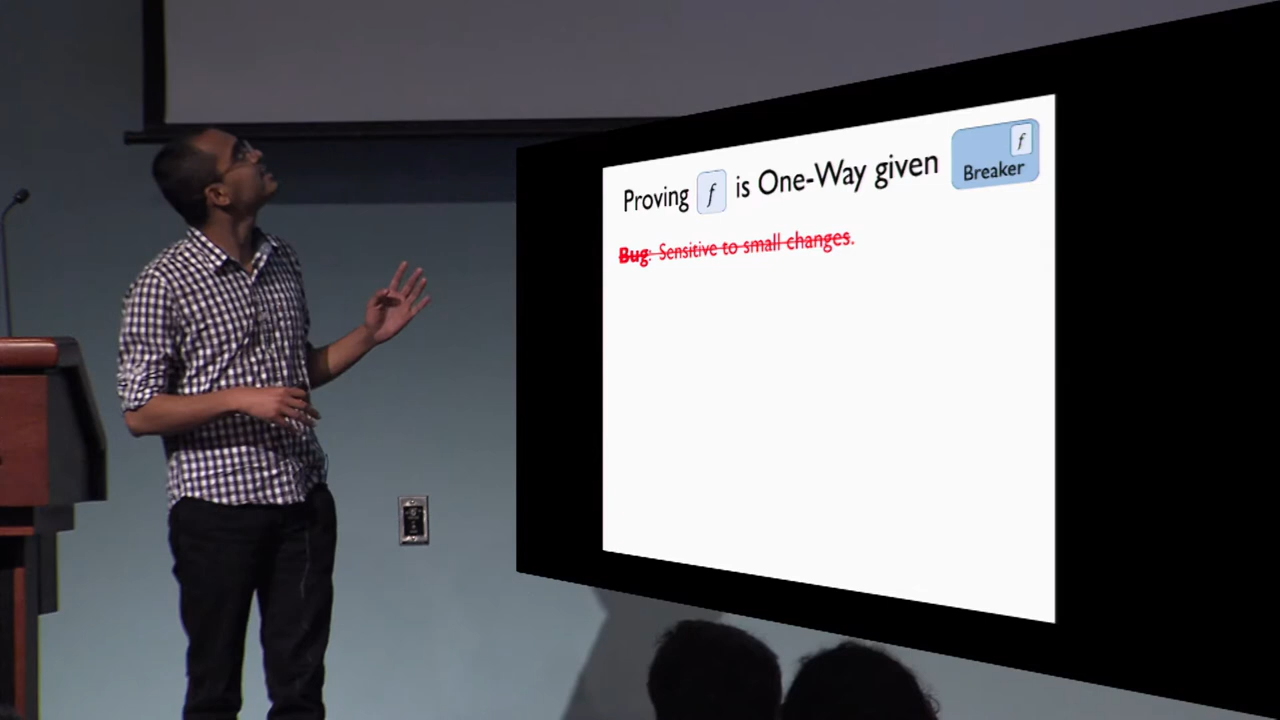 Proving f is One-Way given f Breaker
Bug: Sensitive to small changes.